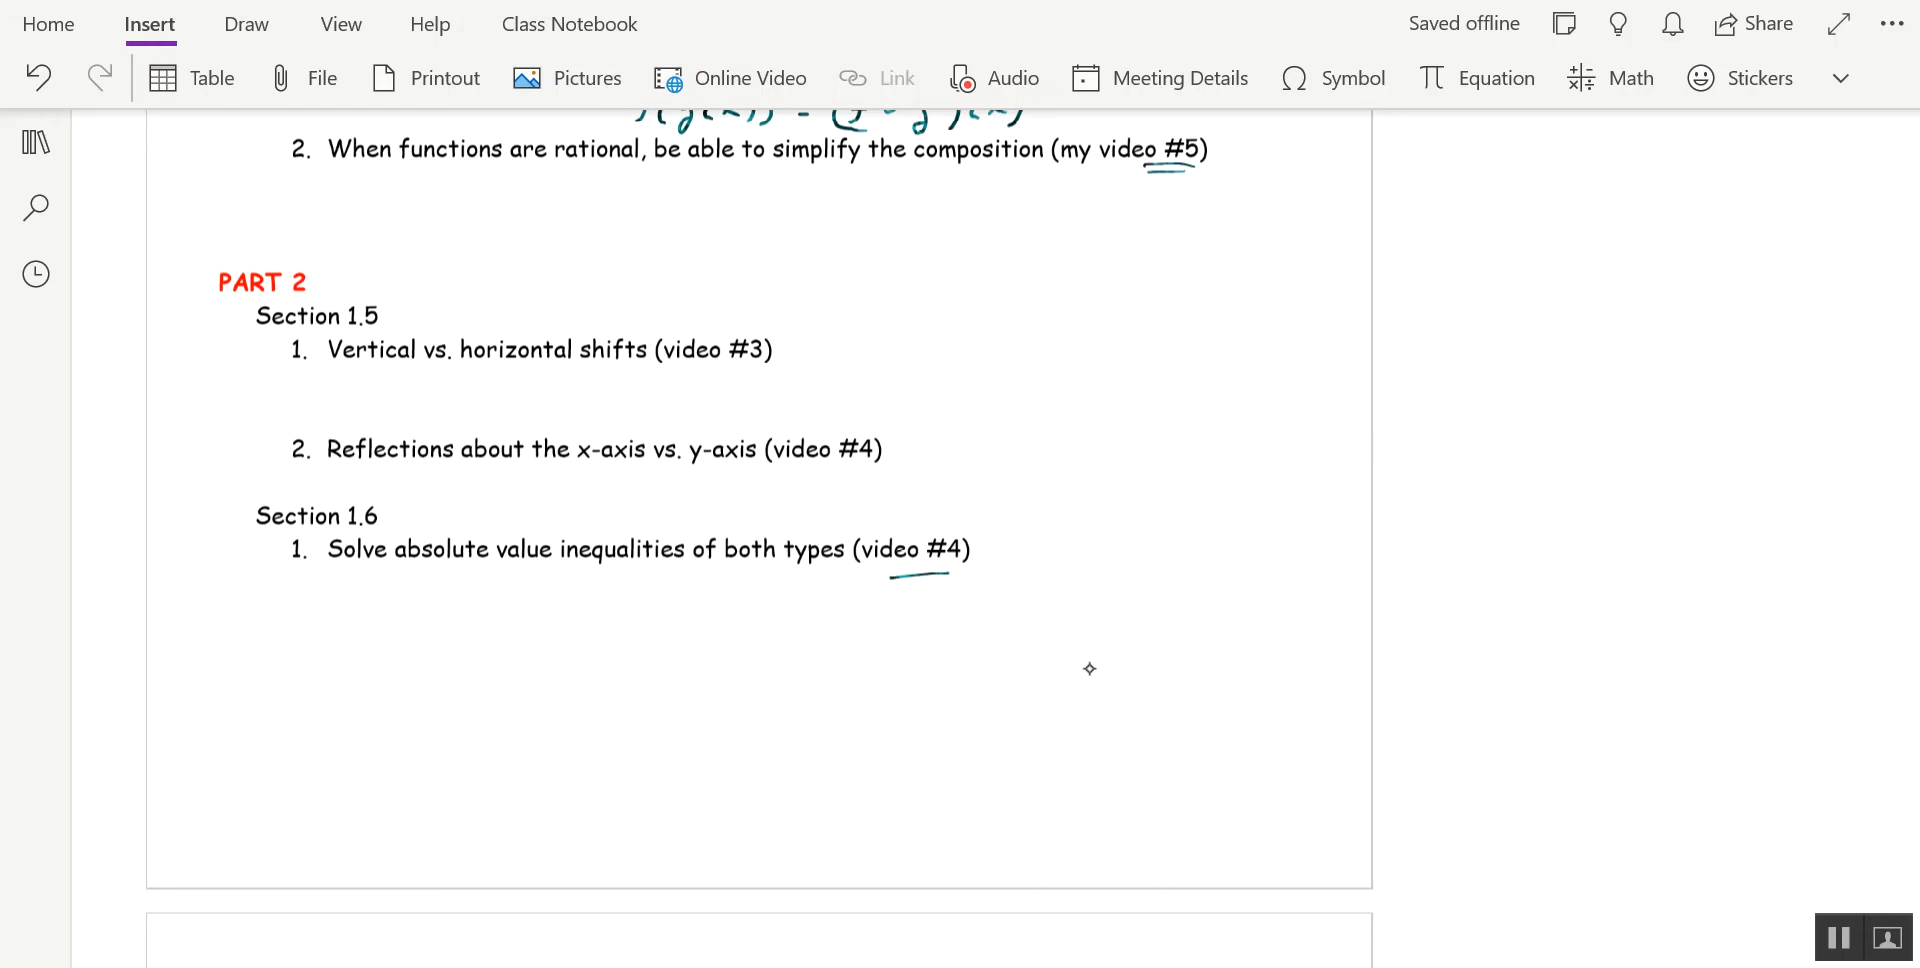 Home Insert Draw View Help Class Notebook Saved offline Share
Table File Printout Pictures Online Video Link Audio Meeting Details Symbol Equation Math Stickers
2. When functions are rational, be able to simplify the composition (my video #5)
PART 2
Section 1.5
1. Vertical vs. horizontal shifts (video #3)
2. Reflections about the x-axis vs. y-axis (video #4)
Section 1.6
1. Solve absolute value inequalities of both types (video #4)